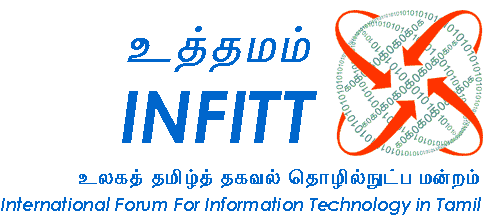 உத்தமம்
INFITT
உலகத் தமிழ்த் தகவல் தொழில்நுட்ப மன்றம்
International Forum For Information Technology in Tamil